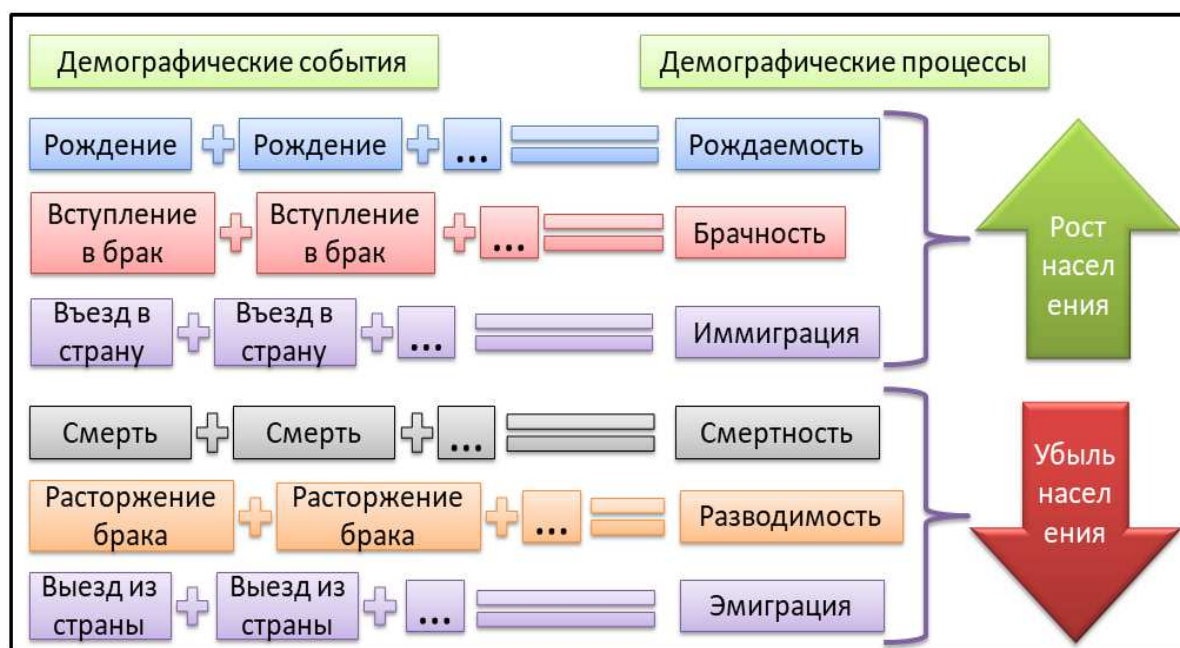 Демографические события
Демографические процессы
Рождение + Рождение + ... = Рождаемость
Вступление в брак + Вступление в брак + ... = Брачность
Въезд в страну + Въезд в страну + ... = Иммиграция
Рост
насел
ения
Смерть + Смерть + ... = Смертность
Расторжение брака + Расторжение брака + ... = Разводимость
Выезд из страны + Выезд из страны + ... = Эмиграция
Убыль
насел
ения